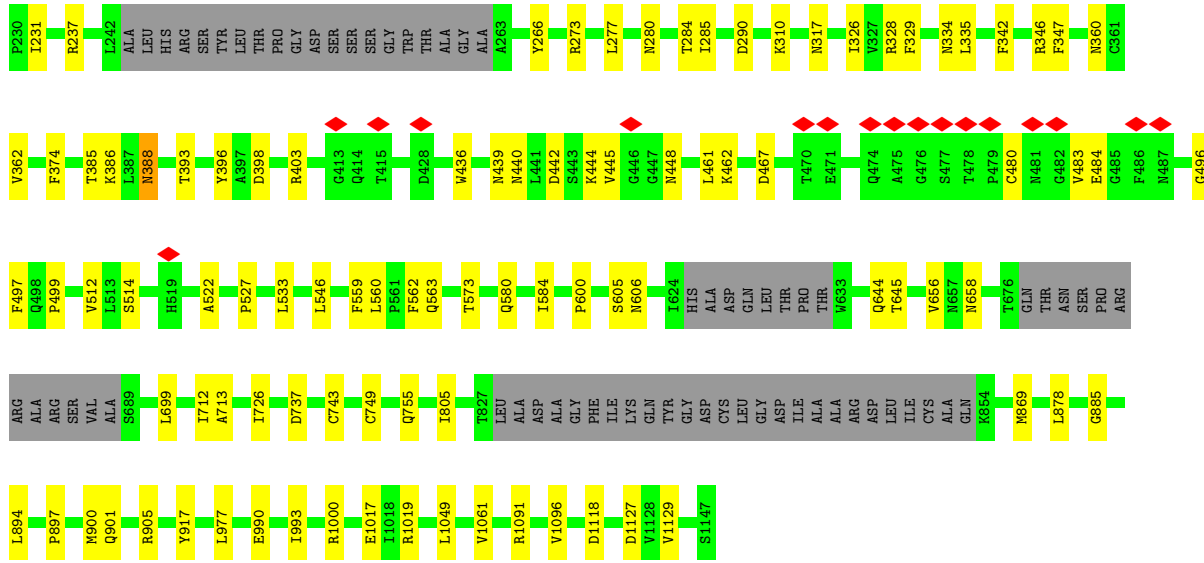 P230 I231 R237 L242 ALA LEU HIS ARG SER TYR LEU THR PRO GLY ASP SER SER SER GLY TRP THR ALA GLY ALA A263 Y266 R273 L277 N280 T284 I285 D290 K310 N317 I326 V327 R328 F329 N334 L335 F342 R346 F347 N360 C361
V362 F374 T385 K386 L387 N388 T393 Y396 A397 D398 R403 G413 Q414 T415 D428 W436 N439 N440 L441 D442 S443 K444 V445 G446 G447 N448 L461 K462 D467 T470 E471 Q474 A475 G476 S477 T478 P479 C480 N481 G482 V483 E484 G485 F486 N487 G496
F497 Q498 P499 V512 L513 S514 H519 A522 P527 L533 L546 F559 L560 P561 F562 Q563 T573 Q580 I584 P600 S605 N606 I624 HIS ALA ASP GLN LEU THR PRO THR W633 Q644 T645 V656 N657 N658 T676 GLN THR ASN SER PRO ARG
ARG ALA ARG SER VAL ALA S689 L699 I712 A713 I726 D737 C743 C749 Q755 I805 T827 LEU ALA ASP ALA GLY PHE ILE LYS GLN TYR GLY ASP CYS LEU GLY ASP ILE ALA ALA ARG ASP LEU ILE CYS ALA GLN K854 M869 L878 G885
L894 P897 M900 Q901 R905 Y917 L977 E990 I993 R1000 E1017 I1018 R1019 L1049 V1061 R1091 V1096 D1118 D1127 V1128 V1129 S1147